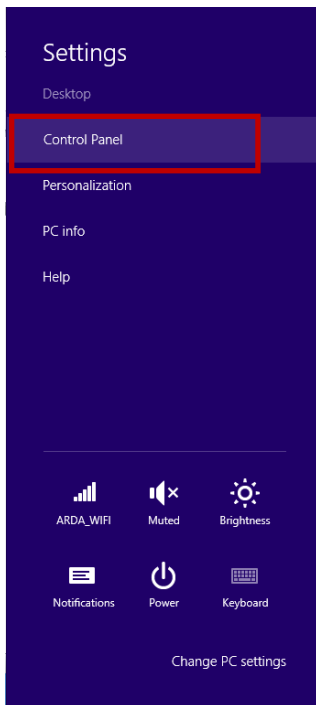 Settings
Desktop
Control Panel
Personalization
PC info
Help
ARDA_WIFI Muted Brightness
Notifications Power Keyboard
Change PC settings